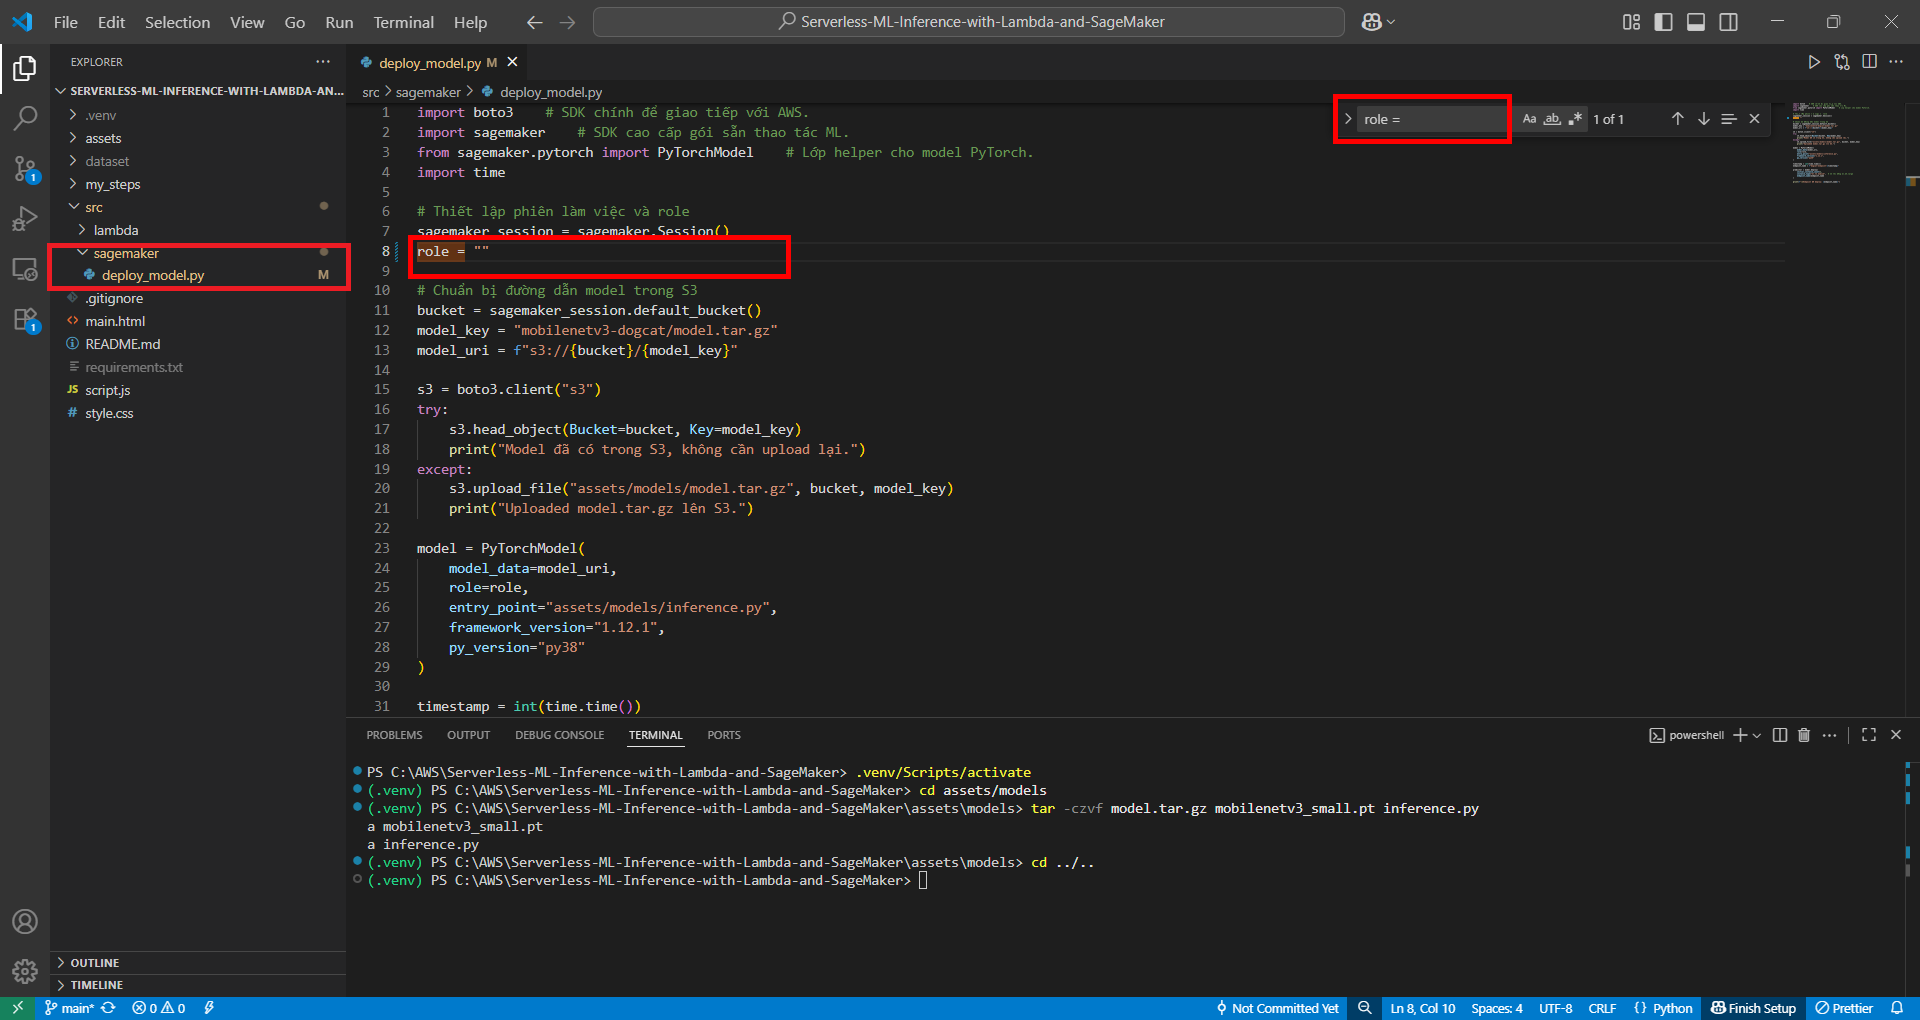 File Edit Selection View Go Run Terminal Help
Serverless-ML-Inference-with-Lambda-and-SageMaker
EXPLORER
SERVERLESS-ML-INFERENCE-WITH-LAMBDA-AN...
.venv
assets
dataset
my_steps
src
lambda
sagemaker
deploy_model.py M
.gitignore
main.html
README.md
requirements.txt
JS script.js
# style.css
OUTLINE
TIMELINE
1
1
deploy_model.py M
src > sagemaker > deploy_model.py
role =
Aa ab 1 of 1
1 import boto3    # SDK chính để giao tiếp với AWS.
2 import sagemaker    # SDK cao cấp gói sẵn thao tác ML.
3 from sagemaker.pytorch import PyTorchModel    # Lớp helper cho model PyTorch.
4 import time
5
6 # Thiết lập phiên làm việc và role
7 sagemaker_session = sagemaker.Session()
8 role = ""
9
10 # Chuẩn bị đường dẫn model trong S3
11 bucket = sagemaker_session.default_bucket()
12 model_key = "mobilenetv3-dogcat/model.tar.gz"
13 model_uri = f"s3://{bucket}/{model_key}"
14
15 s3 = boto3.client("s3")
16 try:
17     s3.head_object(Bucket=bucket, Key=model_key)
18     print("Model đã có trong S3, không cần upload lại.")
19 except:
20     s3.upload_file("assets/models/model.tar.gz", bucket, model_key)
21     print("Uploaded model.tar.gz lên S3.")
22
23 model = PyTorchModel(
24     model_data=model_uri,
25     role=role,
26     entry_point="assets/models/inference.py",
27     framework_version="1.12.1",
28     py_version="py38"
29 )
30
31 timestamp = int(time.time())
PROBLEMS OUTPUT DEBUG CONSOLE TERMINAL PORTS
powershell
PS C:\AWS\Serverless-ML-Inference-with-Lambda-and-SageMaker> .venv/Scripts/activate
(.venv) PS C:\AWS\Serverless-ML-Inference-with-Lambda-and-SageMaker> cd assets/models
(.venv) PS C:\AWS\Serverless-ML-Inference-with-Lambda-and-SageMaker\assets\models> tar -czvf model.tar.gz mobilenetv3_small.pt inference.py
a mobilenetv3_small.pt
a inference.py
(.venv) PS C:\AWS\Serverless-ML-Inference-with-Lambda-and-SageMaker\assets\models> cd ../..
(.venv) PS C:\AWS\Serverless-ML-Inference-with-Lambda-and-SageMaker>
main* 0 0 Not Committed Yet Ln 8, Col 10 Spaces: 4 UTF-8 CRLF {} Python Finish Setup Prettier